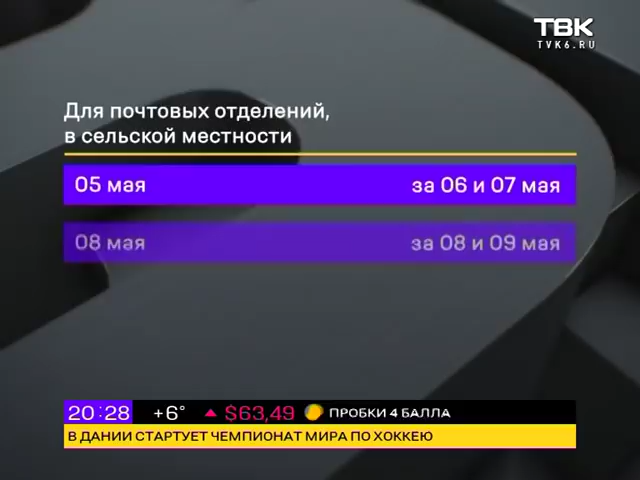 ТВК
TVK6.RU
Для почтовых отделений,
в сельской местности
05 мая за 06 и 07 мая
08 мая за 08 и 09 мая
20:28 +6° ▲ $63,49 ПРОБКИ 4 БАЛЛА
В ДАНИИ СТАРТУЕТ ЧЕМПИОНАТ МИРА ПО ХОККЕЮ